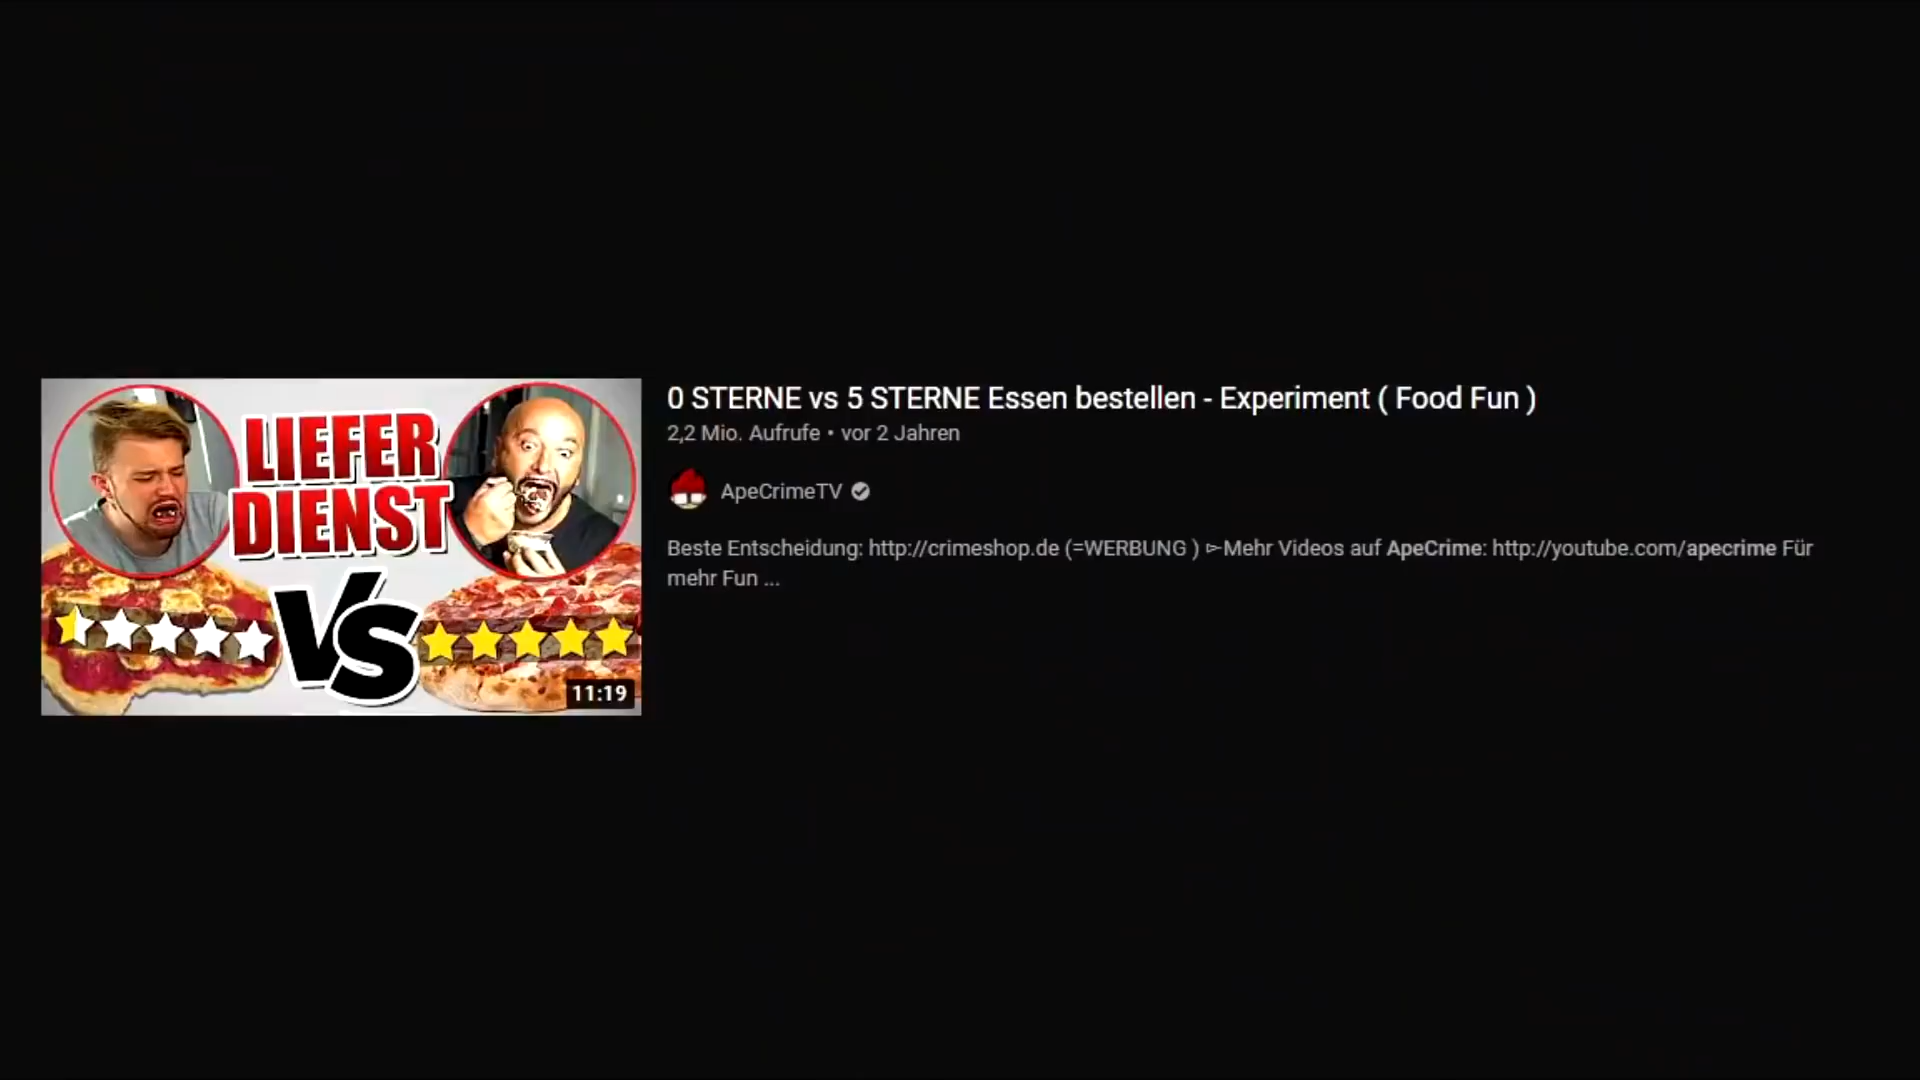 LIEFER
DIENST
VS
11:19
0 STERNE vs 5 STERNE Essen bestellen - Experiment ( Food Fun )
2,2 Mio. Aufrufe • vor 2 Jahren
ApeCrimeTV
Beste Entscheidung: http://crimeshop.de (=WERBUNG ) ▻Mehr Videos auf ApeCrime: http://youtube.com/apecrime Für
mehr Fun ...